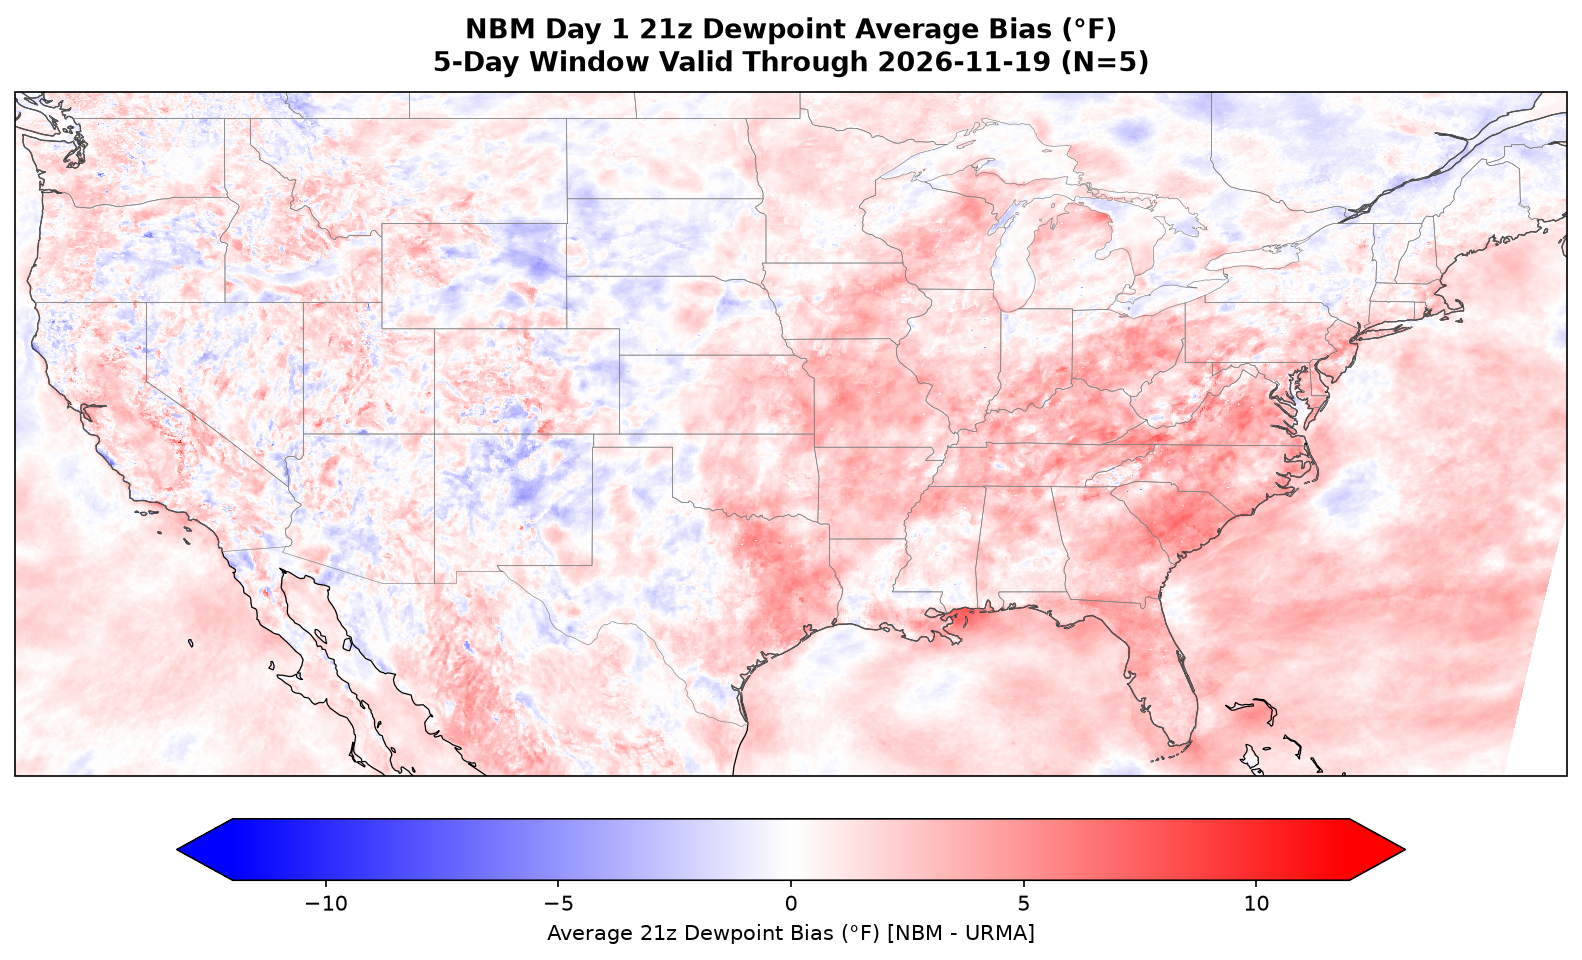 NBM Day 1 21z Dewpoint Average Bias (°F)
5-Day Window Valid Through 2026-11-19 (N=5)
−10 −5 0 5 10
Average 21z Dewpoint Bias (°F) [NBM - URMA]